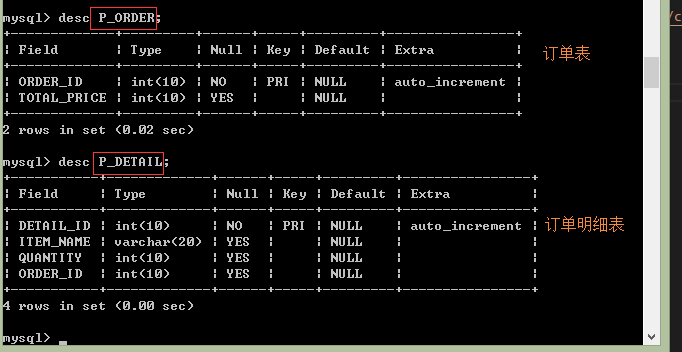 mysql> desc P_ORDER;
+-------------+---------+------+-----+---------+----------------+
| Field       | Type    | Null | Key | Default | Extra          |
+-------------+---------+------+-----+---------+----------------+
| ORDER_ID    | int(10) | NO   | PRI | NULL    | auto_increment |
| TOTAL_PRICE | int(10) | YES  |     | NULL    |                |
+-------------+---------+------+-----+---------+----------------+
2 rows in set (0.02 sec)
订单表
mysql> desc P_DETAIL;
+-----------+-------------+------+-----+---------+----------------+
| Field     | Type        | Null | Key | Default | Extra          |
+-----------+-------------+------+-----+---------+----------------+
| DETAIL_ID | int(10)     | NO   | PRI | NULL    | auto_increment |
| ITEM_NAME | varchar(20) | YES  |     | NULL    |                |
| QUANTITY  | int(10)     | YES  |     | NULL    |                |
| ORDER_ID  | int(10)     | YES  |     | NULL    |                |
+-----------+-------------+------+-----+---------+----------------+
4 rows in set (0.00 sec)
订单明细表
mysql>
/c